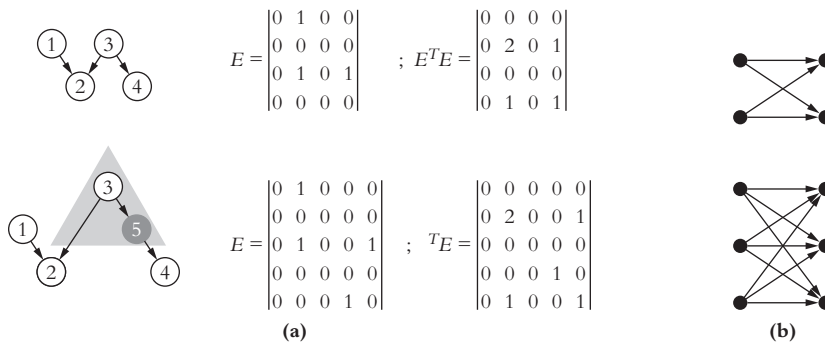 1 3
2 4
E = |0 1 0 0| ; E^T E = |0 0 0 0|
|0 0 0 0| |0 2 0 1|
|0 1 0 1| |0 0 0 0|
|0 0 0 0| |0 1 0 1|
3
1 5
2 4
E = |0 1 0 0 0| ; ^T E = |0 0 0 0 0|
|0 0 0 0 0| |0 2 0 0 1|
|0 1 0 0 1| |0 0 0 0 0|
|0 0 0 0 0| |0 0 0 1 0|
|0 0 0 1 0| |0 1 0 0 1|
(a) (b)